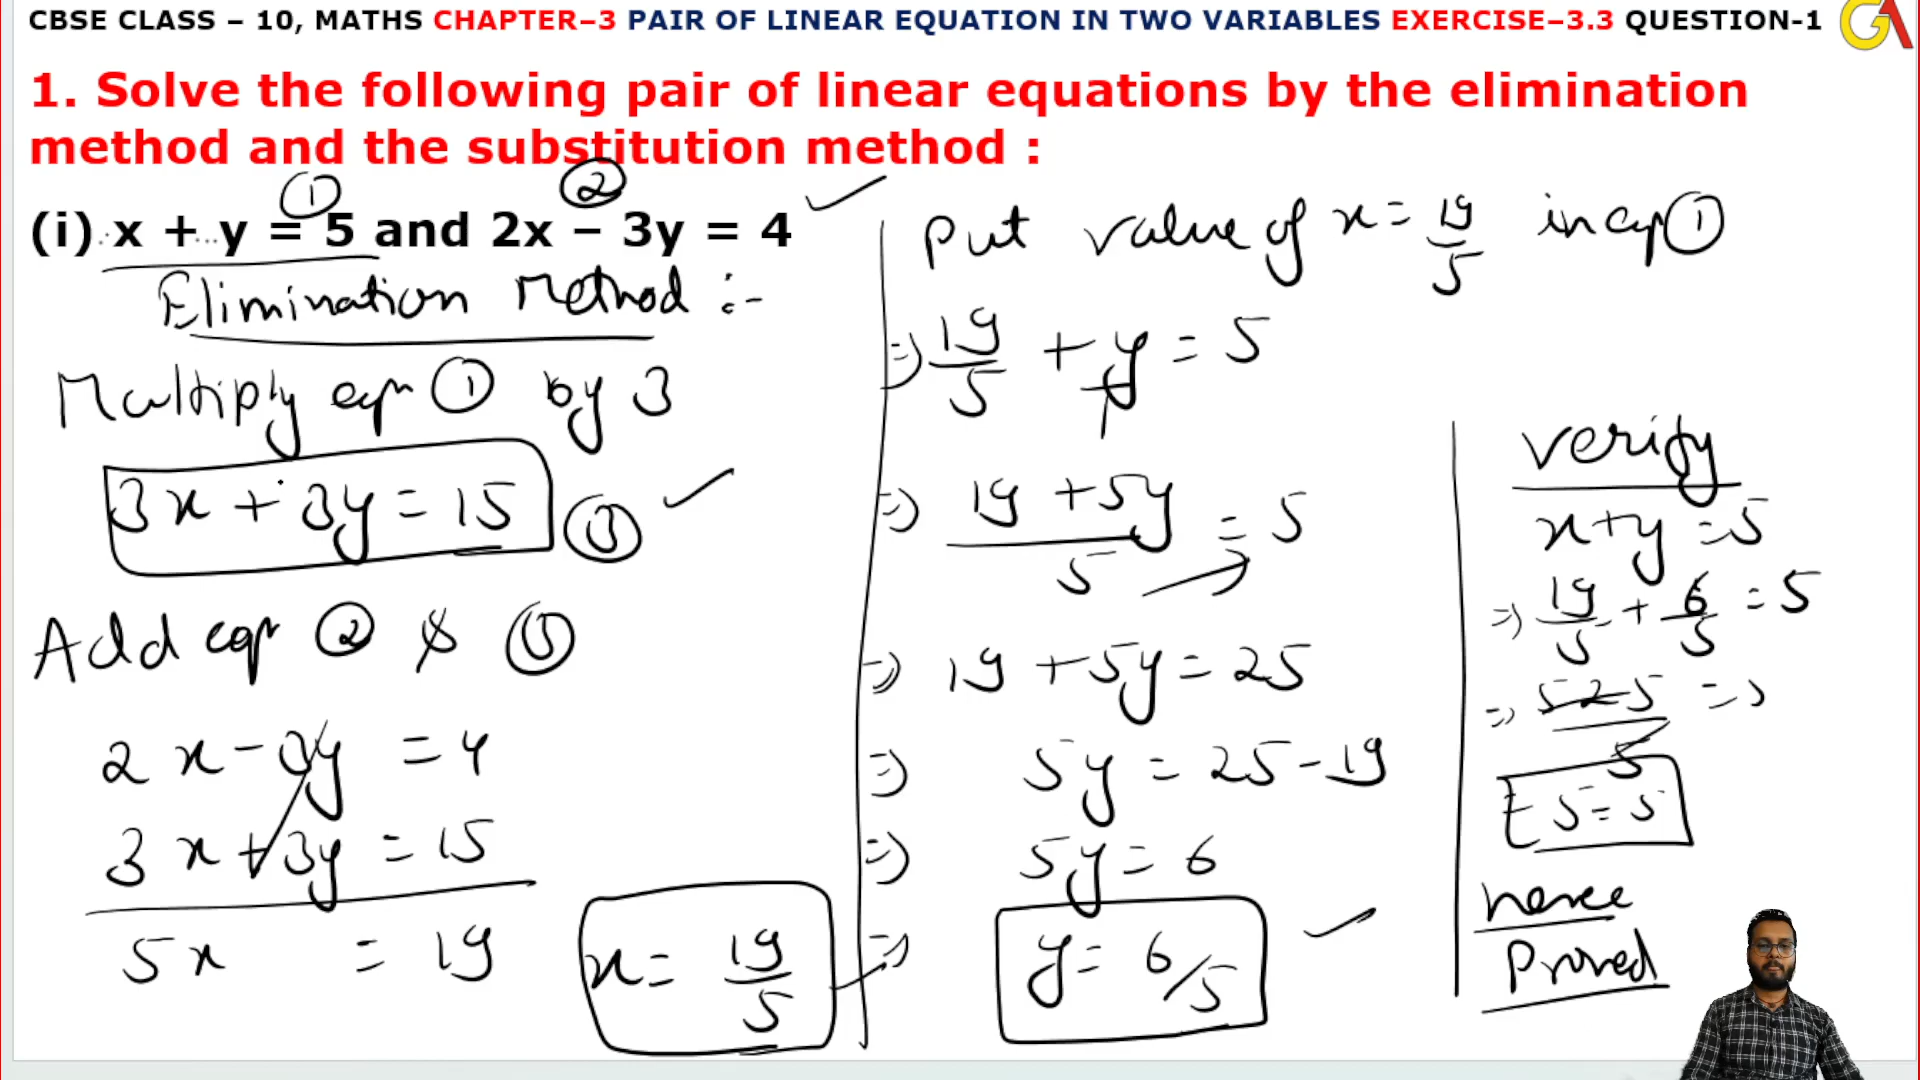 CBSE CLASS – 10, MATHS CHAPTER–3 PAIR OF LINEAR EQUATION IN TWO VARIABLES EXERCISE–3.3 QUESTION-1
GA
1. Solve the following pair of linear equations by the elimination
method and the substitution method :
① ②
(i) x + y = 5 and 2x – 3y = 4
Elimination Method :-
Multiply eqn ① by 3
3x + 3y = 15 ③
Add eqn ② & ③
2x - 3y = 4
3x + 3y = 15
5x = 19
x = 19/5
Put value of x = 19/5 in eqn ①
=> 19/5 + y = 5
=> 19 + 5y / 5 = 5
=> 19 + 5y = 25
=> 5y = 25 - 19
=> 5y = 6
=> y = 6/5
verify
x + y = 5
=> 19/5 + 6/5 = 5
5 = 5
hence
Proved